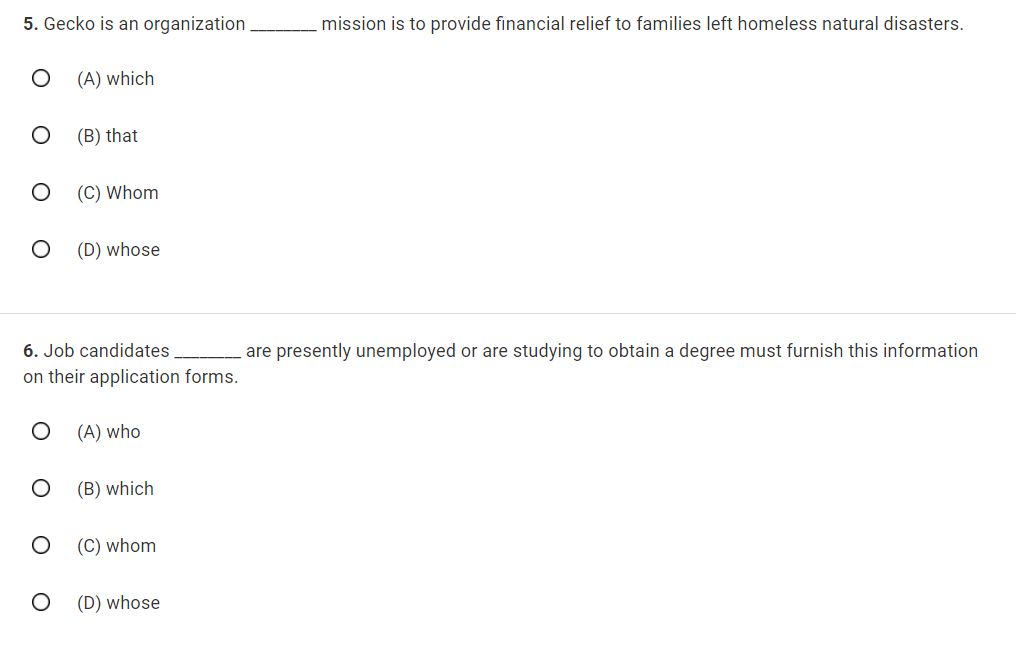 5. Gecko is an organization ________ mission is to provide financial relief to families left homeless natural disasters.
(A) which
(B) that
(C) Whom
(D) whose
6. Job candidates ________ are presently unemployed or are studying to obtain a degree must furnish this information
on their application forms.
(A) who
(B) which
(C) whom
(D) whose